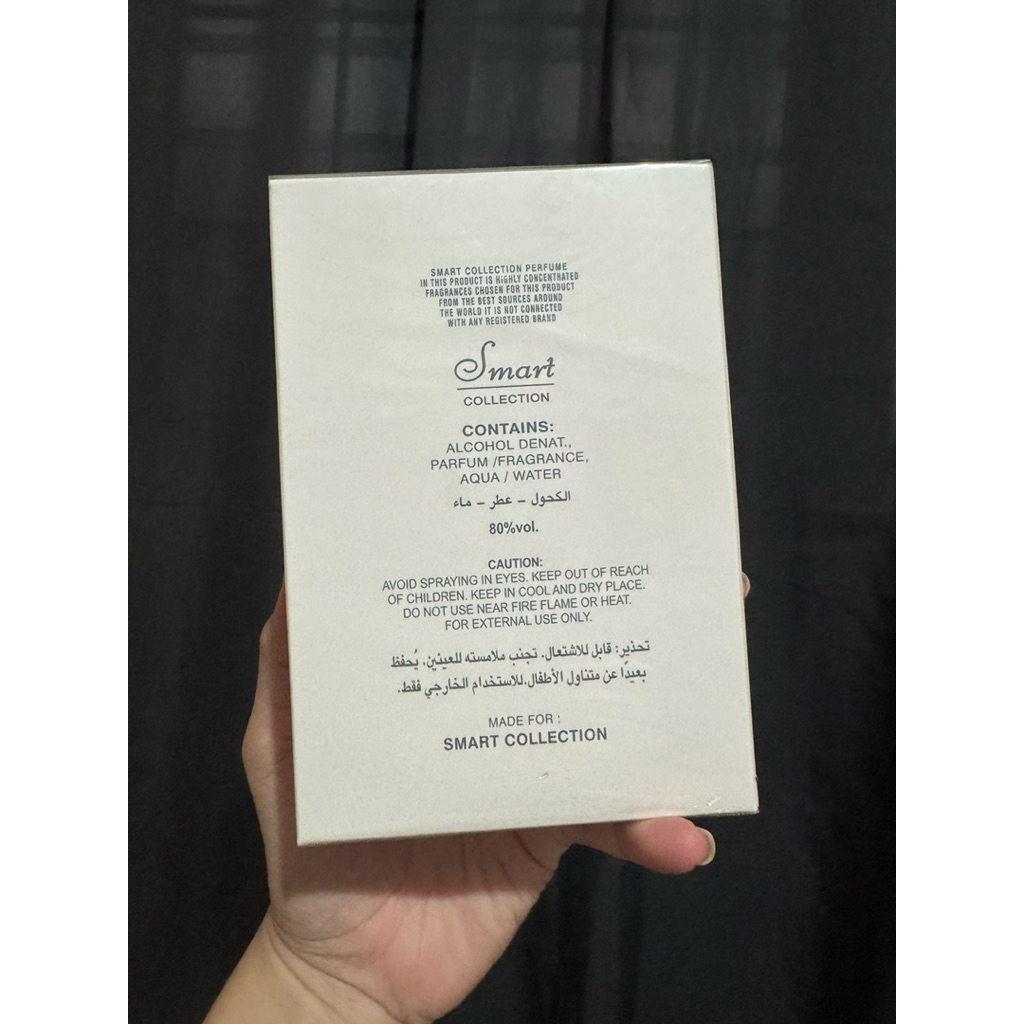 SMART COLLECTION PERFUME
IN THIS PRODUCT IS HIGHLY CONCENTRATED
FRAGRANCES CHOSEN FOR THIS PRODUCT
FROM THE BEST SOURCES AROUND
THE WORLD IT IS NOT CONNECTED
WITH ANY REGISTERED BRAND
Smart
COLLECTION
CONTAINS:
ALCOHOL DENAT.,
PARFUM /FRAGRANCE,
AQUA / WATER
الكحول – عطر – ماء
80%vol.
CAUTION:
AVOID SPRAYING IN EYES. KEEP OUT OF REACH
OF CHILDREN. KEEP IN COOL AND DRY PLACE.
DO NOT USE NEAR FIRE FLAME OR HEAT.
FOR EXTERNAL USE ONLY.
تحذير: قابل للاشتعال. تجنب ملامسته للعينين. يُحفظ
بعيدًا عن متناول الأطفال.للاستخدام الخارجي فقط.
MADE FOR :
SMART COLLECTION